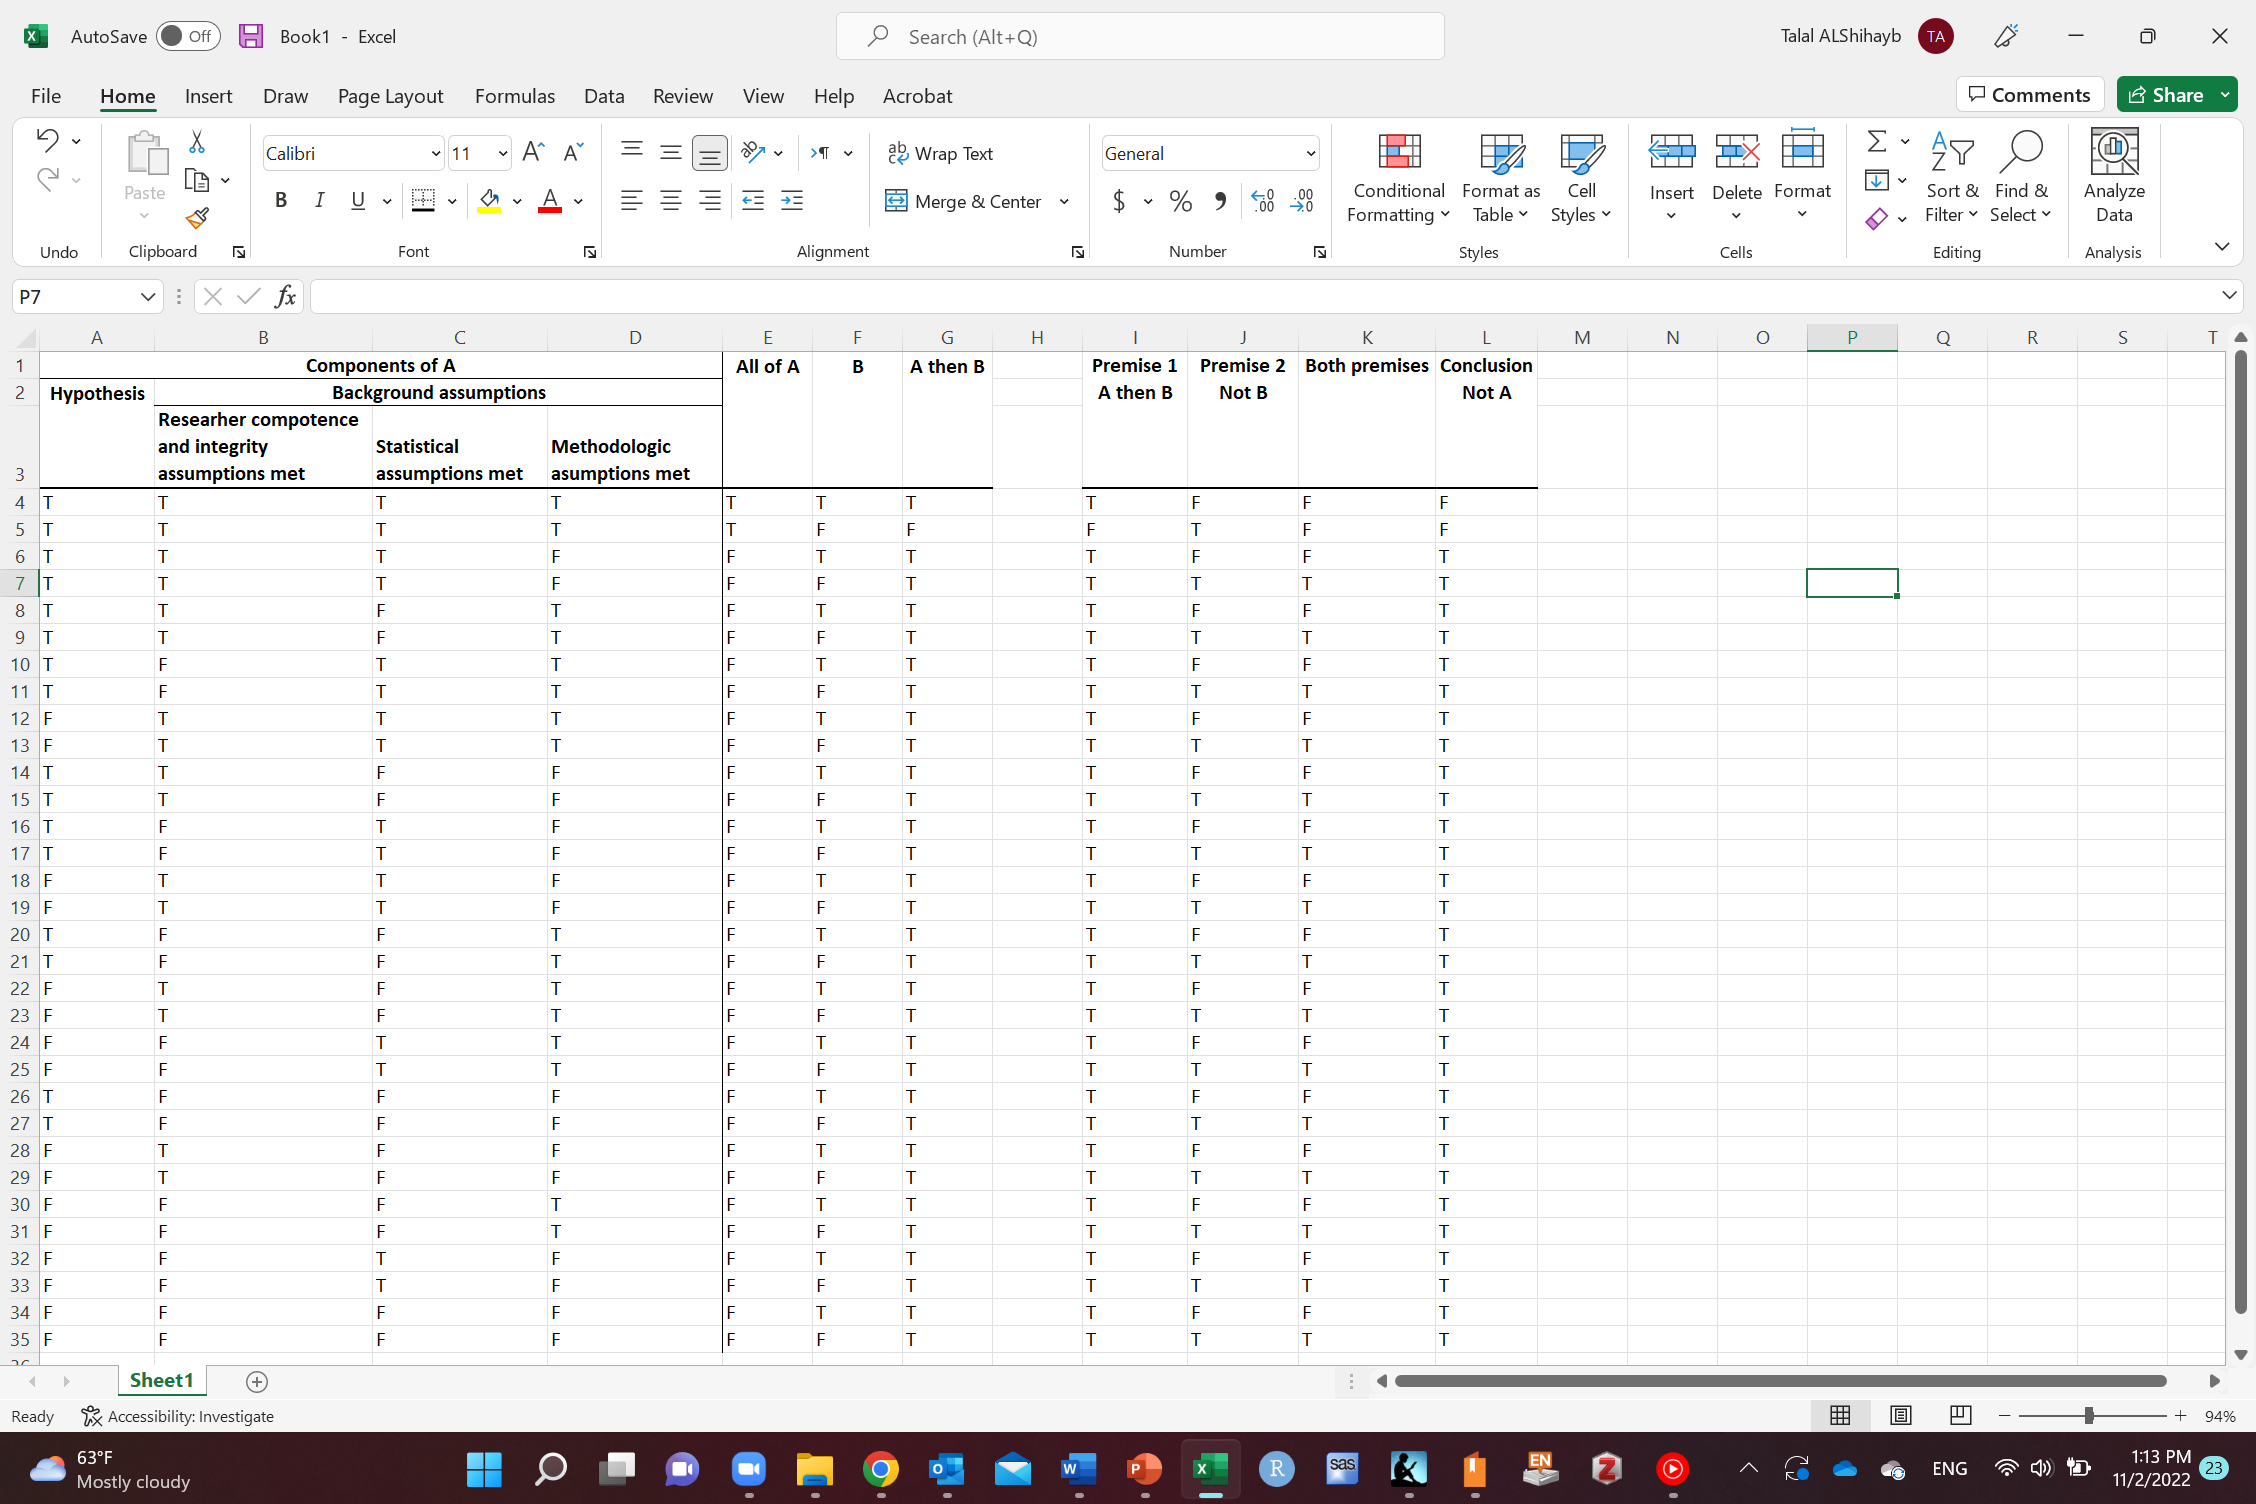 AutoSave Off Book1 - Excel Search (Alt+Q) Talal ALShihayb TA
File Home Insert Draw Page Layout Formulas Data Review View Help Acrobat Comments Share
Paste Calibri 11 Wrap Text General Conditional Formatting Format as Table Cell Styles Insert Delete Format Sort & Filter Find & Select Analyze Data
B I U Merge & Center $ %
Undo Clipboard Font Alignment Number Styles Cells Editing Analysis
P7 fx
A B C D E F G H I J K L M N O P Q R S T
1 Components of A All of A B A then B Premise 1 Premise 2 Both premises Conclusion
2 Hypothesis Background assumptions A then B Not B Not A
Researher compotence
and integrity Statistical Methodologic
3 assumptions met assumptions met asumptions met
4 T T T T T T T T F F F
5 T T T T T F F F T F F
6 T T T F F T T T F F T
7 T T T F F F T T T T T
8 T T F T F T T T F F T
9 T T F T F F T T T T T
10 T F T T F T T T F F T
11 T F T T F F T T T T T
12 F T T T F T T T F F T
13 F T T T F F T T T T T
14 T T F F F T T T F F T
15 T T F F F F T T T T T
16 T F T F F T T T F F T
17 T F T F F F T T T T T
18 F T T F F T T T F F T
19 F T T F F F T T T T T
20 T F F T F T T T F F T
21 T F F T F F T T T T T
22 F T F T F T T T F F T
23 F T F T F F T T T T T
24 F F T T F T T T F F T
25 F F T T F F T T T T T
26 T F F F F T T T F F T
27 T F F F F F T T T T T
28 F T F F F T T T F F T
29 F T F F F F T T T T T
30 F F F T F T T T F F T
31 F F F T F F T T T T T
32 F F T F F T T T F F T
33 F F T F F F T T T T T
34 F F F F F T T T F F T
35 F F F F F F T T T T T
Sheet1
Ready Accessibility: Investigate 94%
63°F
Mostly cloudy
ENG 1:13 PM
11/2/2022 23